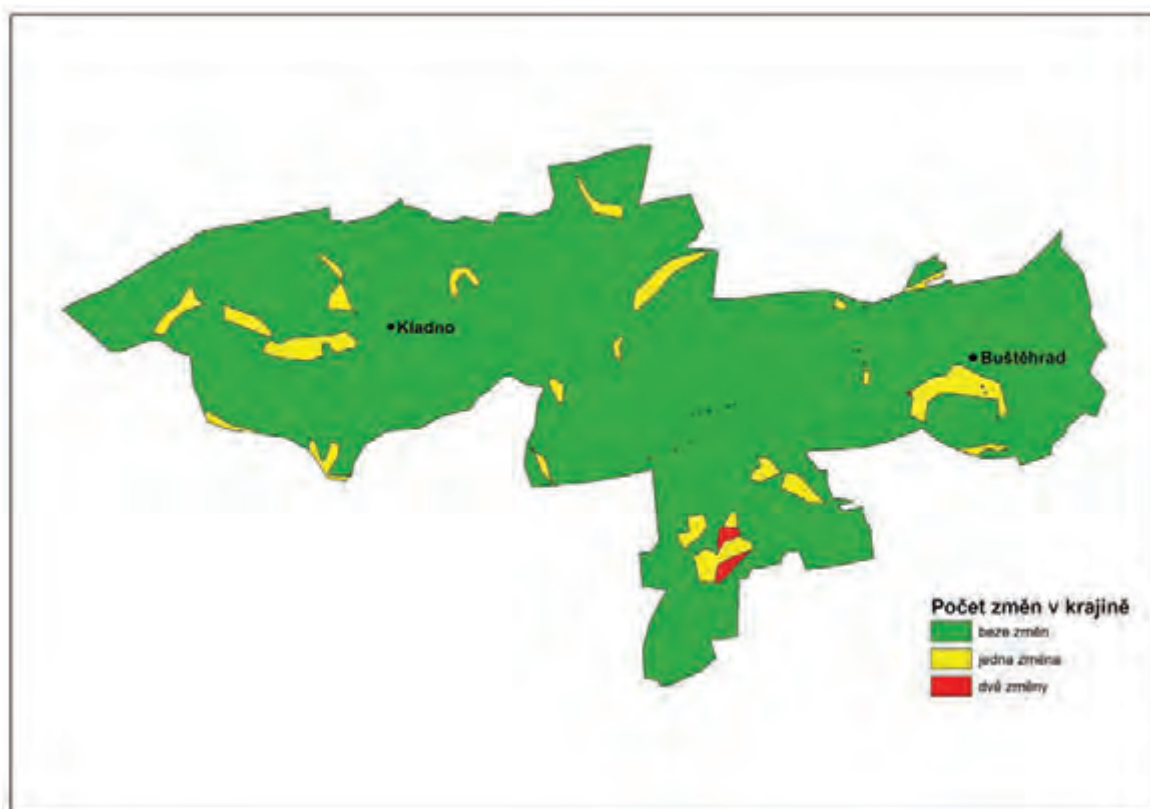 Kladno
Buštěhrad
Počet změn v krajině
beze změn
jedna změna
dvě změny